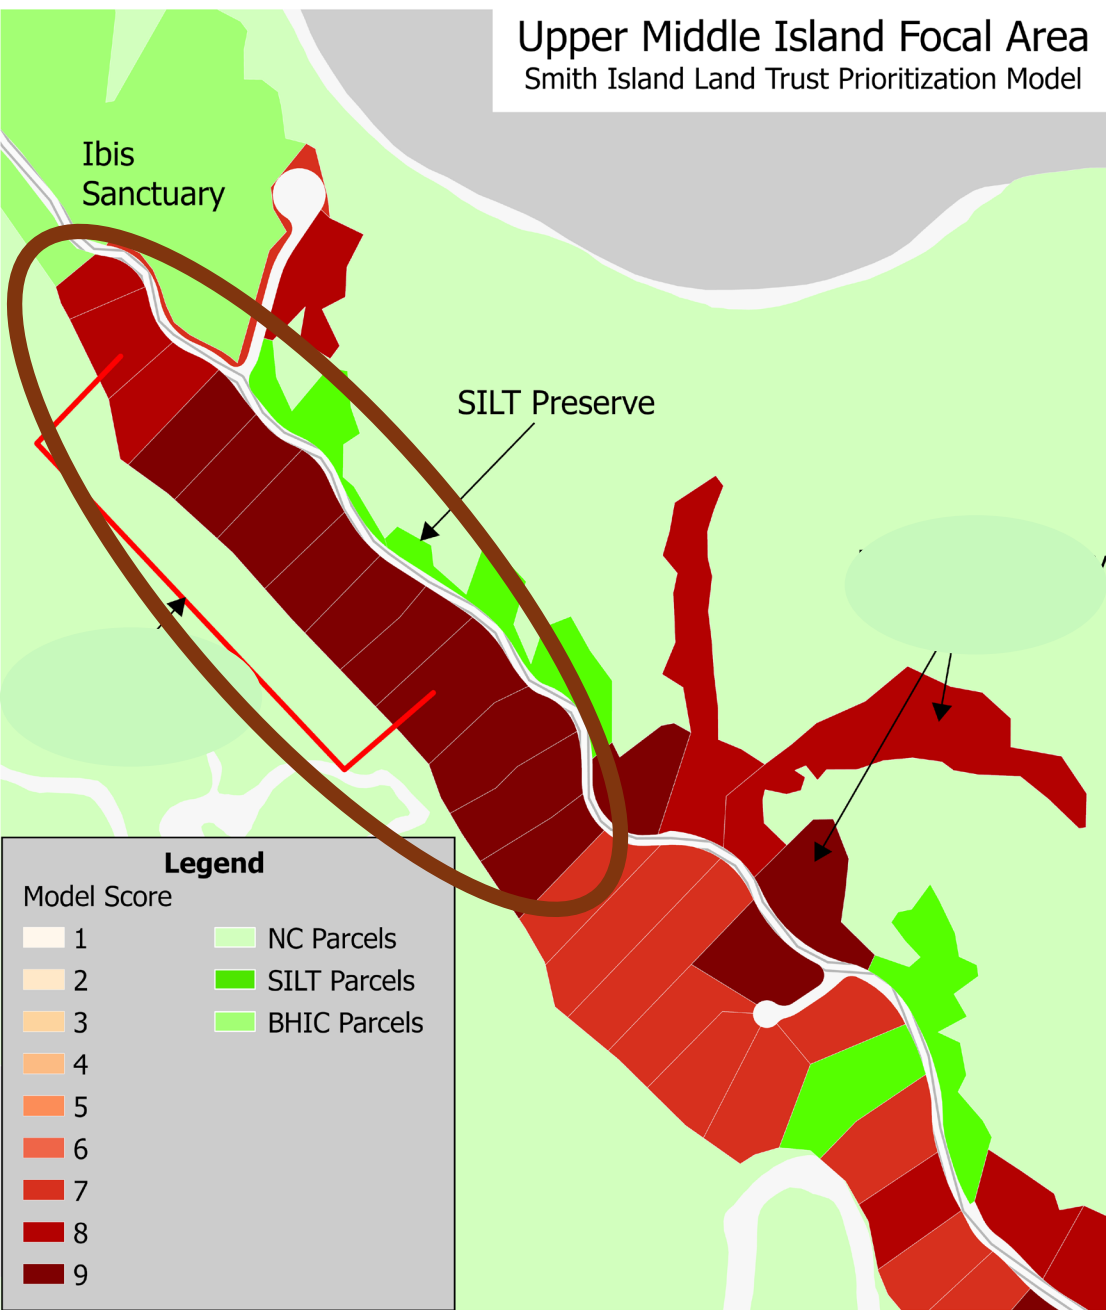 Upper Middle Island Focal Area
Smith Island Land Trust Prioritization Model
Ibis
Sanctuary
SILT Preserve
Legend
Model Score
1
2
3
4
5
6
7
8
9
NC Parcels
SILT Parcels
BHIC Parcels